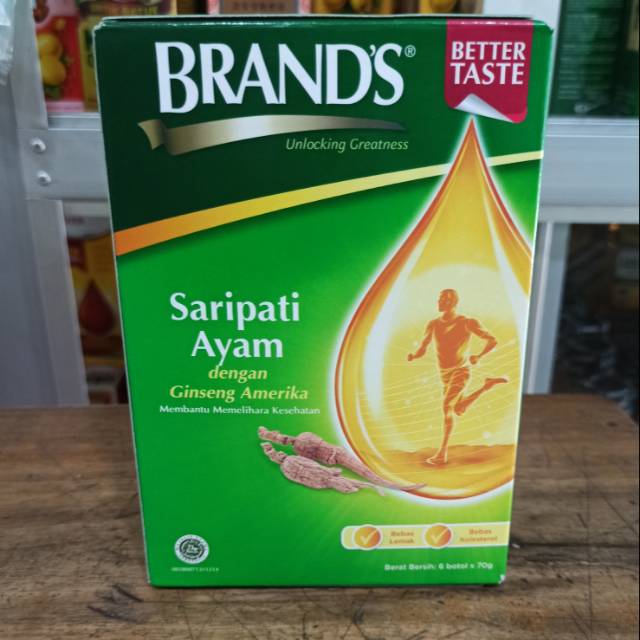 BRAND'S®
Unlocking Greatness
BETTER
TASTE
Saripati
Ayam
dengan
Ginseng Amerika
Membantu Memelihara Kesehatan
Bebas
Lemak
Bebas
Kolesterol
Berat Bersih: 6 botol x 70g